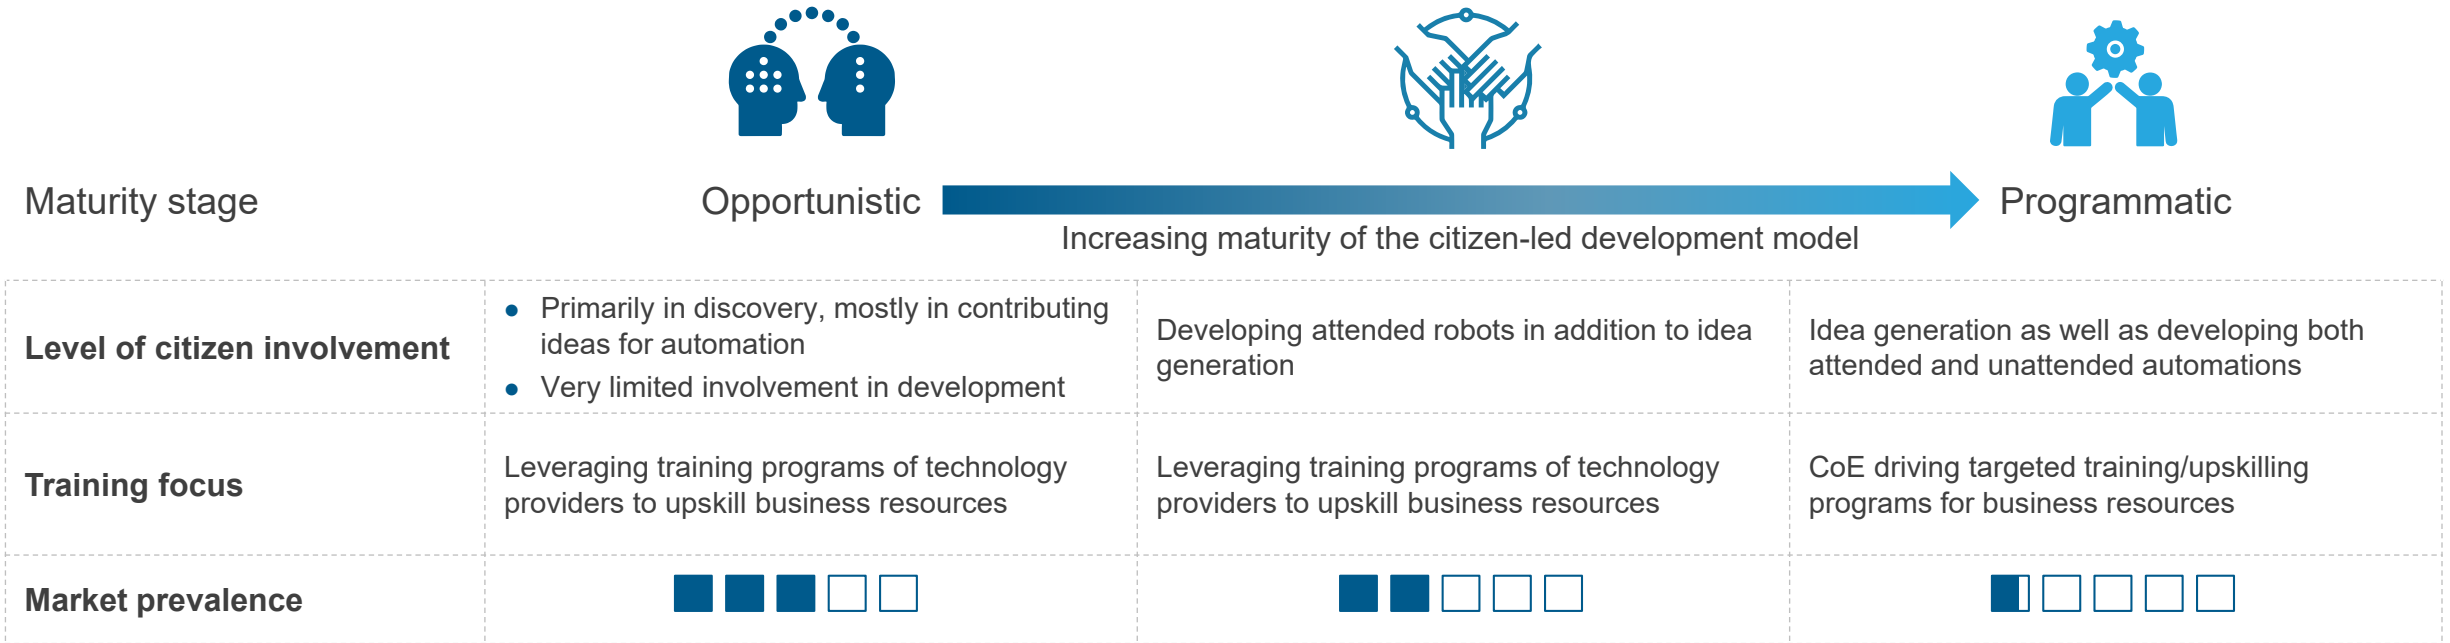 Maturity stage
Opportunistic
Programmatic
Increasing maturity of the citizen-led development model
Level of citizen involvement
● Primarily in discovery, mostly in contributing
ideas for automation
● Very limited involvement in development
Developing attended robots in addition to idea
generation
Idea generation as well as developing both
attended and unattended automations
Training focus
Leveraging training programs of technology
providers to upskill business resources
Leveraging training programs of technology
providers to upskill business resources
CoE driving targeted training/upskilling
programs for business resources
Market prevalence